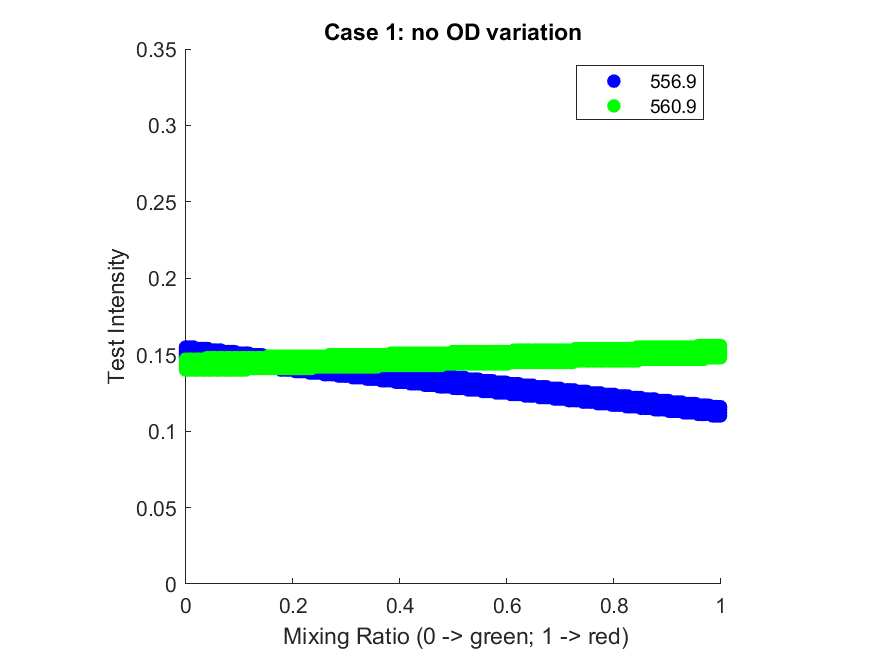 Case 1: no OD variation
556.9
560.9
Test Intensity
0.35
0.3
0.25
0.2
0.15
0.1
0.05
0
0 0.2 0.4 0.6 0.8 1
Mixing Ratio (0 -> green; 1 -> red)